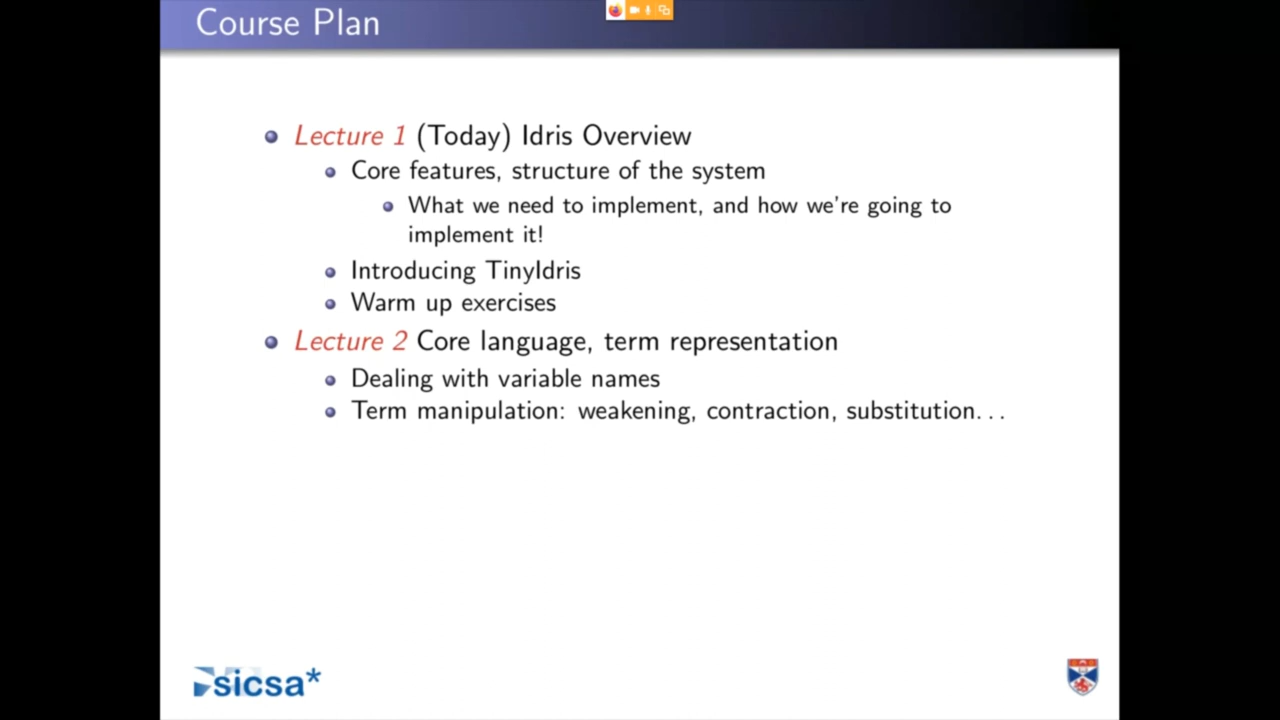 Course Plan
Lecture 1 (Today) Idris Overview
Core features, structure of the system
What we need to implement, and how we're going to
implement it!
Introducing TinyIdris
Warm up exercises
Lecture 2 Core language, term representation
Dealing with variable names
Term manipulation: weakening, contraction, substitution...
sicsa*